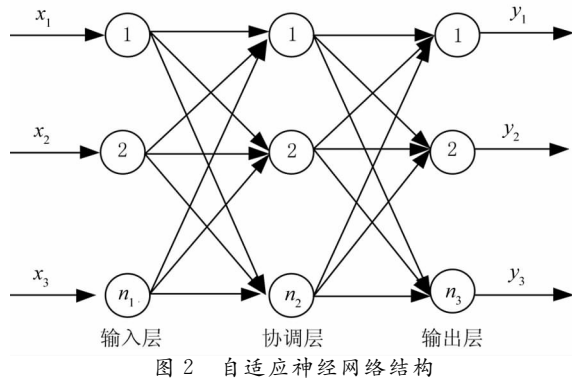 x₁ 1 1 1 y₁
x₂ 2 2 2 y₂
x₃ n₁ n₂ n₃ y₃
输入层 协调层 输出层
图 2 自适应神经网络结构